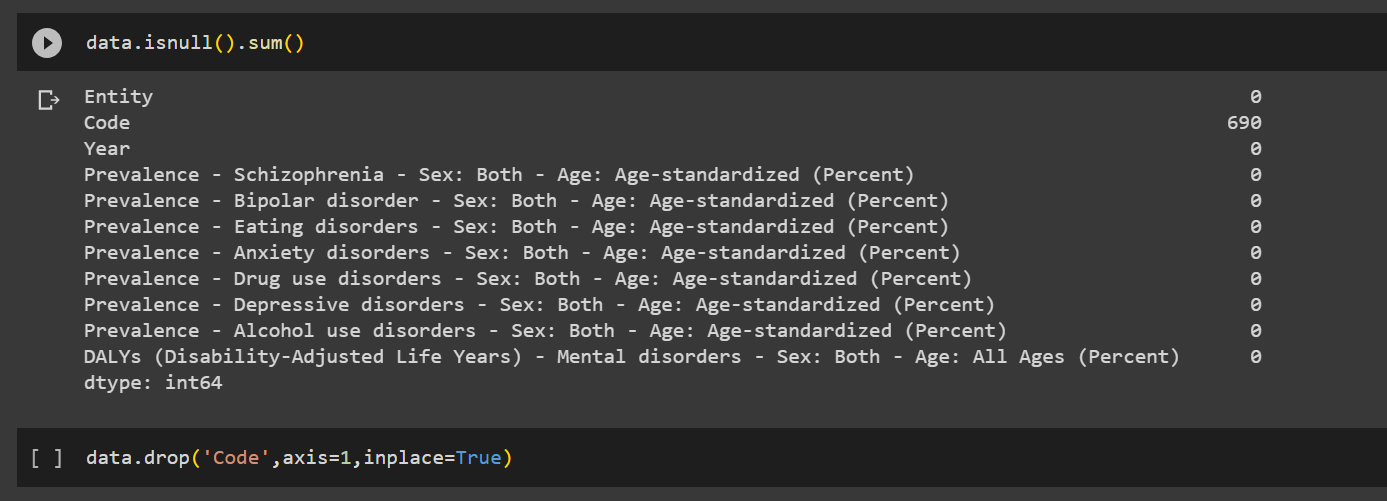 data.isnull().sum()
Entity 0
Code 690
Year 0
Prevalence - Schizophrenia - Sex: Both - Age: Age-standardized (Percent) 0
Prevalence - Bipolar disorder - Sex: Both - Age: Age-standardized (Percent) 0
Prevalence - Eating disorders - Sex: Both - Age: Age-standardized (Percent) 0
Prevalence - Anxiety disorders - Sex: Both - Age: Age-standardized (Percent) 0
Prevalence - Drug use disorders - Sex: Both - Age: Age-standardized (Percent) 0
Prevalence - Depressive disorders - Sex: Both - Age: Age-standardized (Percent) 0
Prevalence - Alcohol use disorders - Sex: Both - Age: Age-standardized (Percent) 0
DALYs (Disability-Adjusted Life Years) - Mental disorders - Sex: Both - Age: All Ages (Percent) 0
dtype: int64
[ ] data.drop('Code',axis=1,inplace=True)